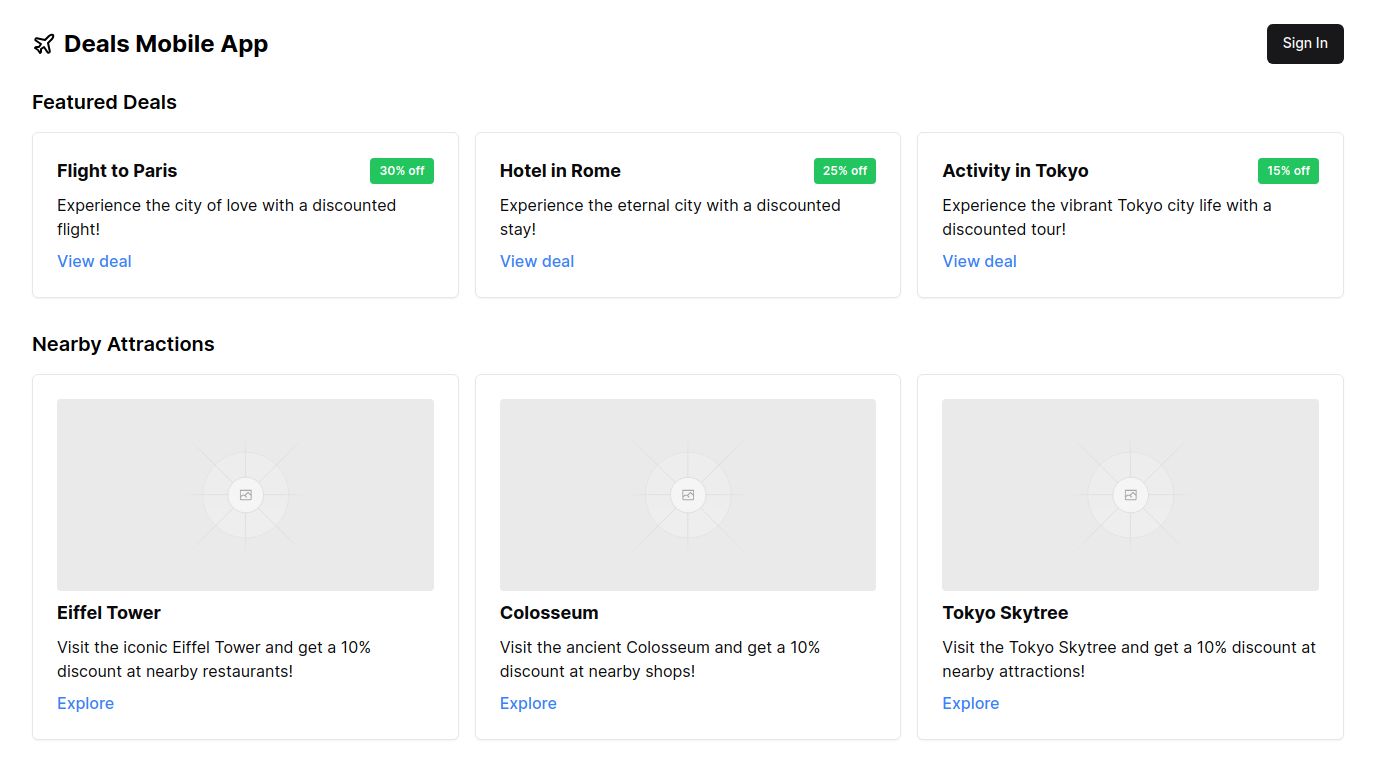 Deals Mobile App
Sign In
Featured Deals
Flight to Paris
30% off
Experience the city of love with a discounted
flight!
View deal
Hotel in Rome
25% off
Experience the eternal city with a discounted
stay!
View deal
Activity in Tokyo
15% off
Experience the vibrant Tokyo city life with a
discounted tour!
View deal
Nearby Attractions
Eiffel Tower
Visit the iconic Eiffel Tower and get a 10%
discount at nearby restaurants!
Explore
Colosseum
Visit the ancient Colosseum and get a 10%
discount at nearby shops!
Explore
Tokyo Skytree
Visit the Tokyo Skytree and get a 10% discount at
nearby attractions!
Explore